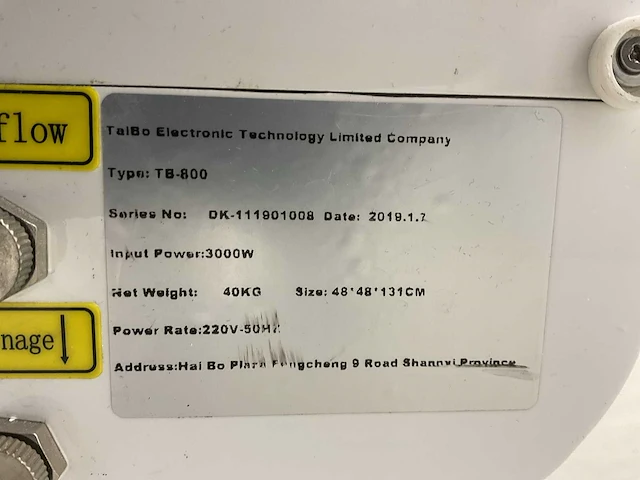 flow
TaiBo Electronic Technology Limited Company
Type: TB-800
Series No: DK-111901008 Date: 2019.1.7
Input Power:3000W
Net Weight: 40KG Size: 48*48*131CM
nage ↓
Power Rate:220V-50Hz
Address:Hai Bo Plaza Fengcheng 9 Road Shannxi Province